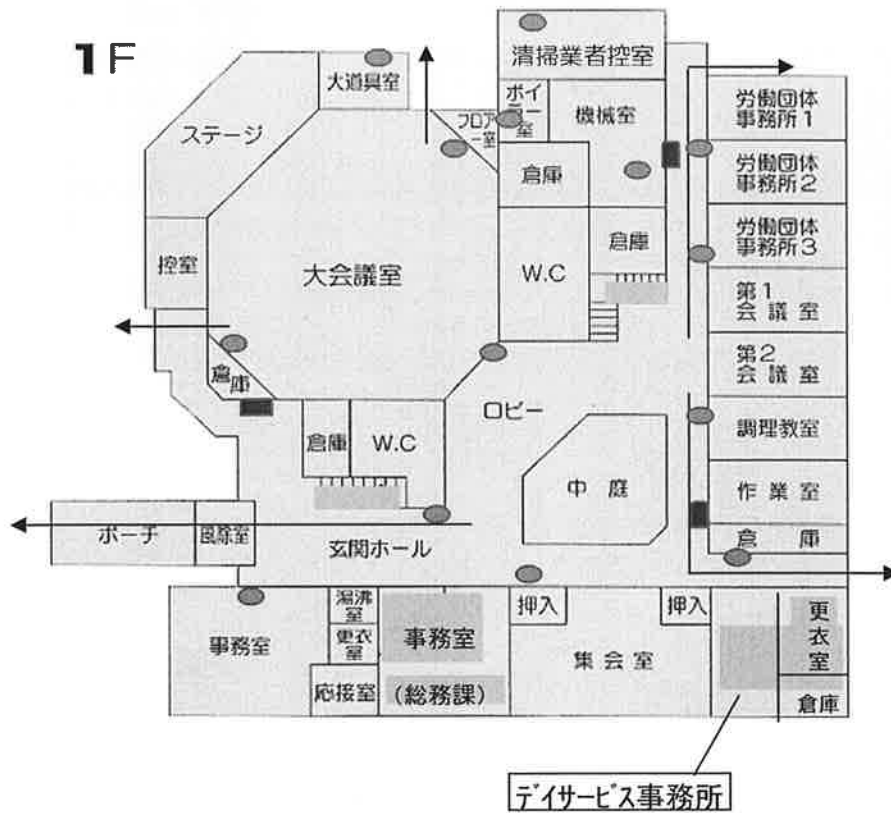 1F
清掃業者控室
大道具室
ボイラー室
機械室
労働団体
事務所1
フロアー室
ステージ
倉庫
労働団体
事務所2
倉庫
労働団体
事務所3
控室
大会議室
W.C
第1
会議室
第2
会議室
倉庫
ロビー
倉庫
W.C
調理教室
中庭
作業室
ポーチ
風除室
玄関ホール
倉庫
湯沸室
押入
押入
更衣室
事務室
更衣室
事務室
集会室
応接室
(総務課)
倉庫
デイサービス事務所